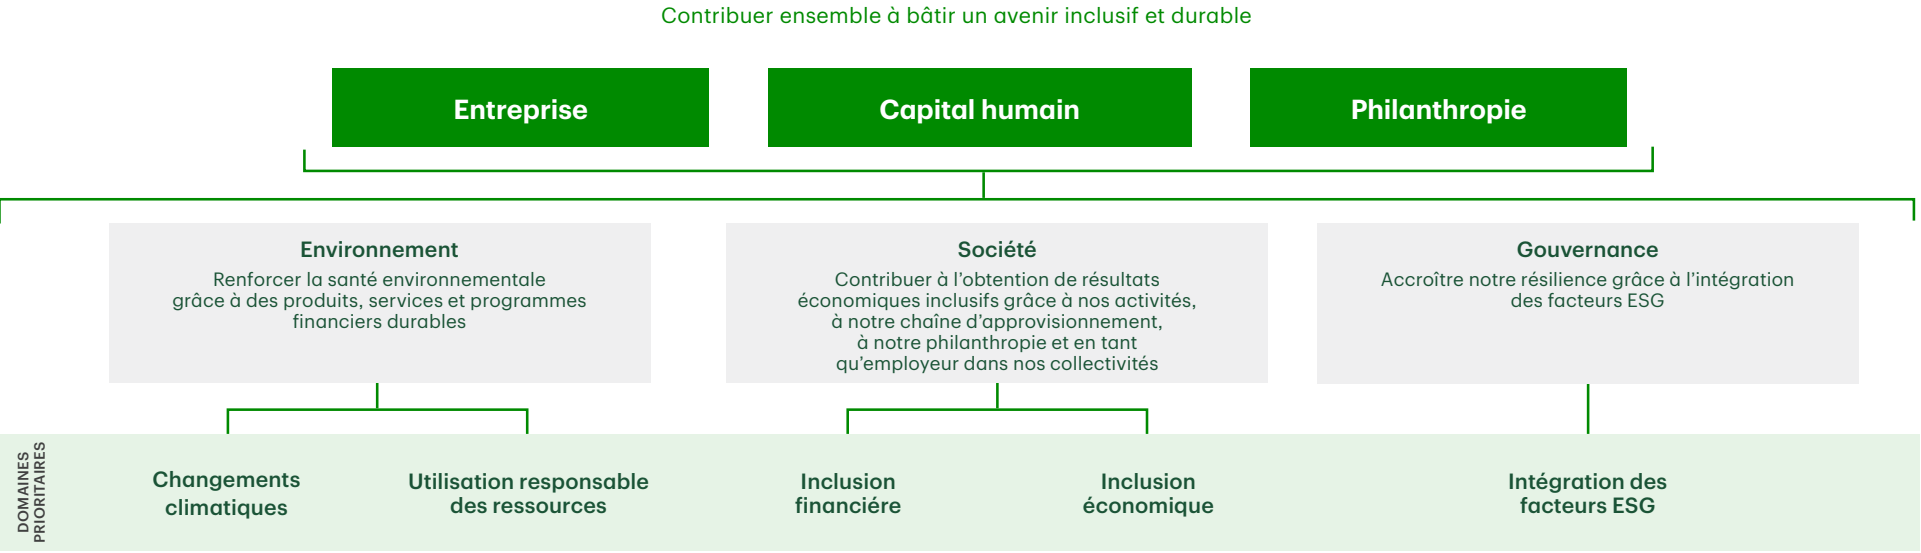 Contribuer ensemble à bâtir un avenir inclusif et durable
Entreprise
Capital humain
Philanthropie
Environnement
Renforcer la santé environnementale
grâce à des produits, services et programmes
financiers durables
Société
Contribuer à l’obtention de résultats
économiques inclusifs grâce à nos activités,
à notre chaîne d’approvisionnement,
à notre philanthropie et en tant
qu’employeur dans nos collectivités
Gouvernance
Accroître notre résilience grâce à l’intégration
des facteurs ESG
DOMAINES
PRIORITAIRES
Changements
climatiques
Utilisation responsable
des ressources
Inclusion
financiére
Inclusion
économique
Intégration des
facteurs ESG